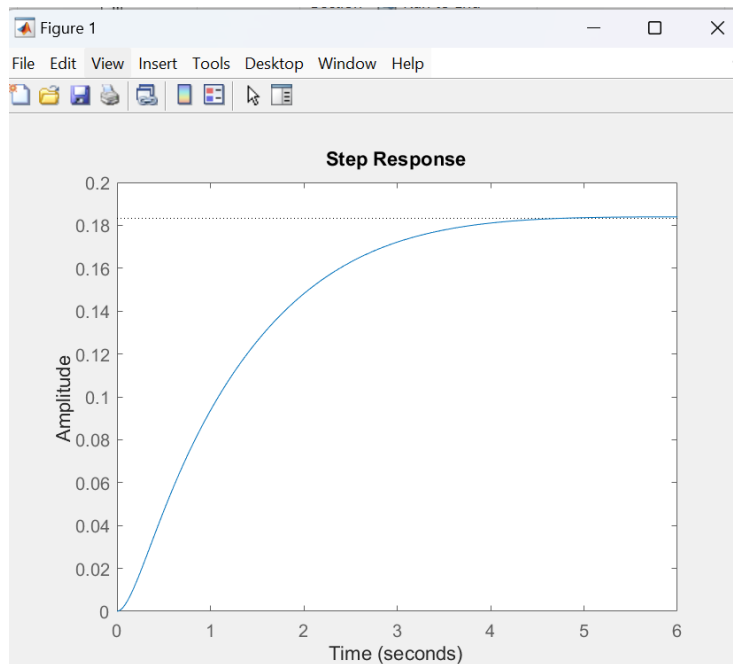 Figure 1
File Edit View Insert Tools Desktop Window Help
Step Response
0.2
0.18
0.16
0.14
0.12
0.1
0.08
0.06
0.04
0.02
0
Amplitude
0 1 2 3 4 5 6
Time (seconds)